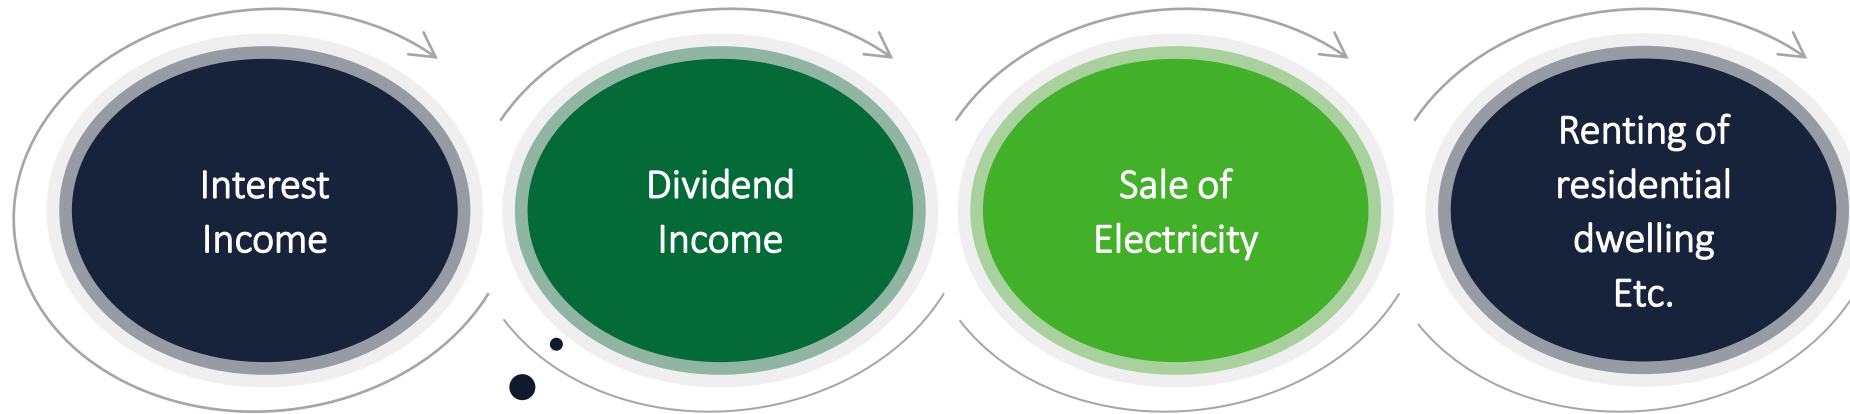 Interest
Income
Dividend
Income
Sale of
Electricity
Renting of
residential
dwelling
Etc.